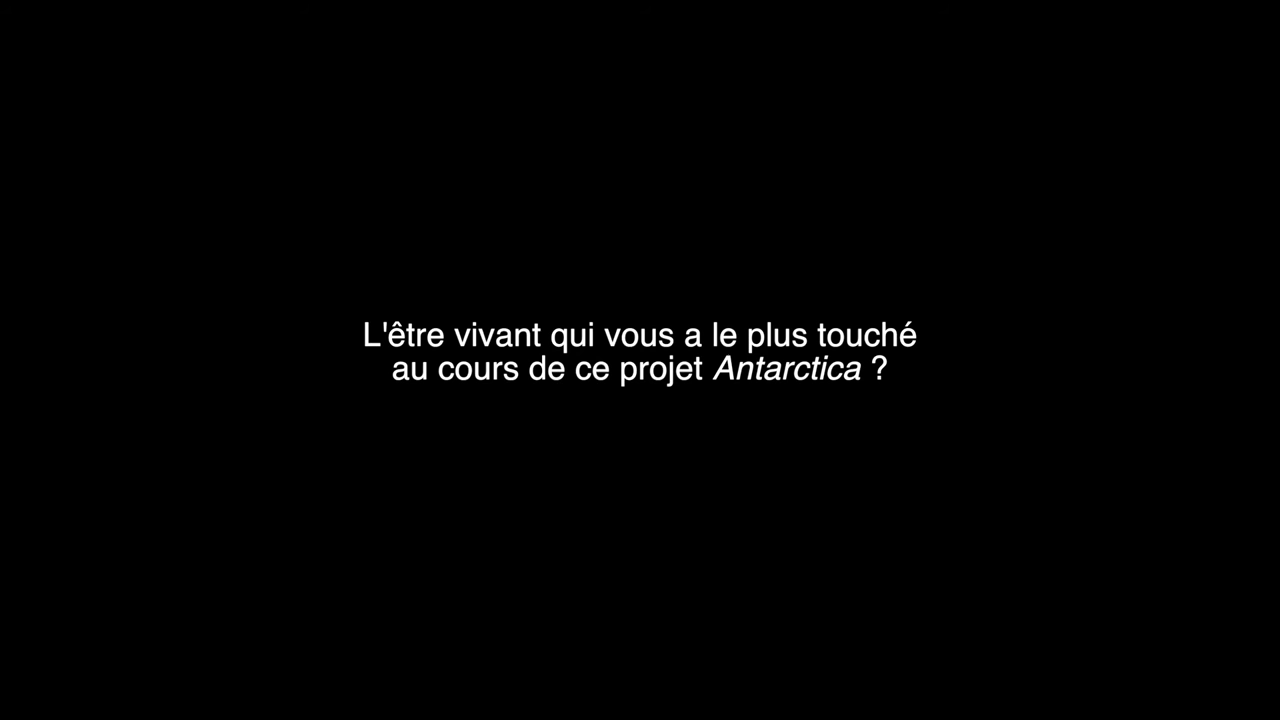 L'être vivant qui vous a le plus touché
au cours de ce projet Antarctica ?